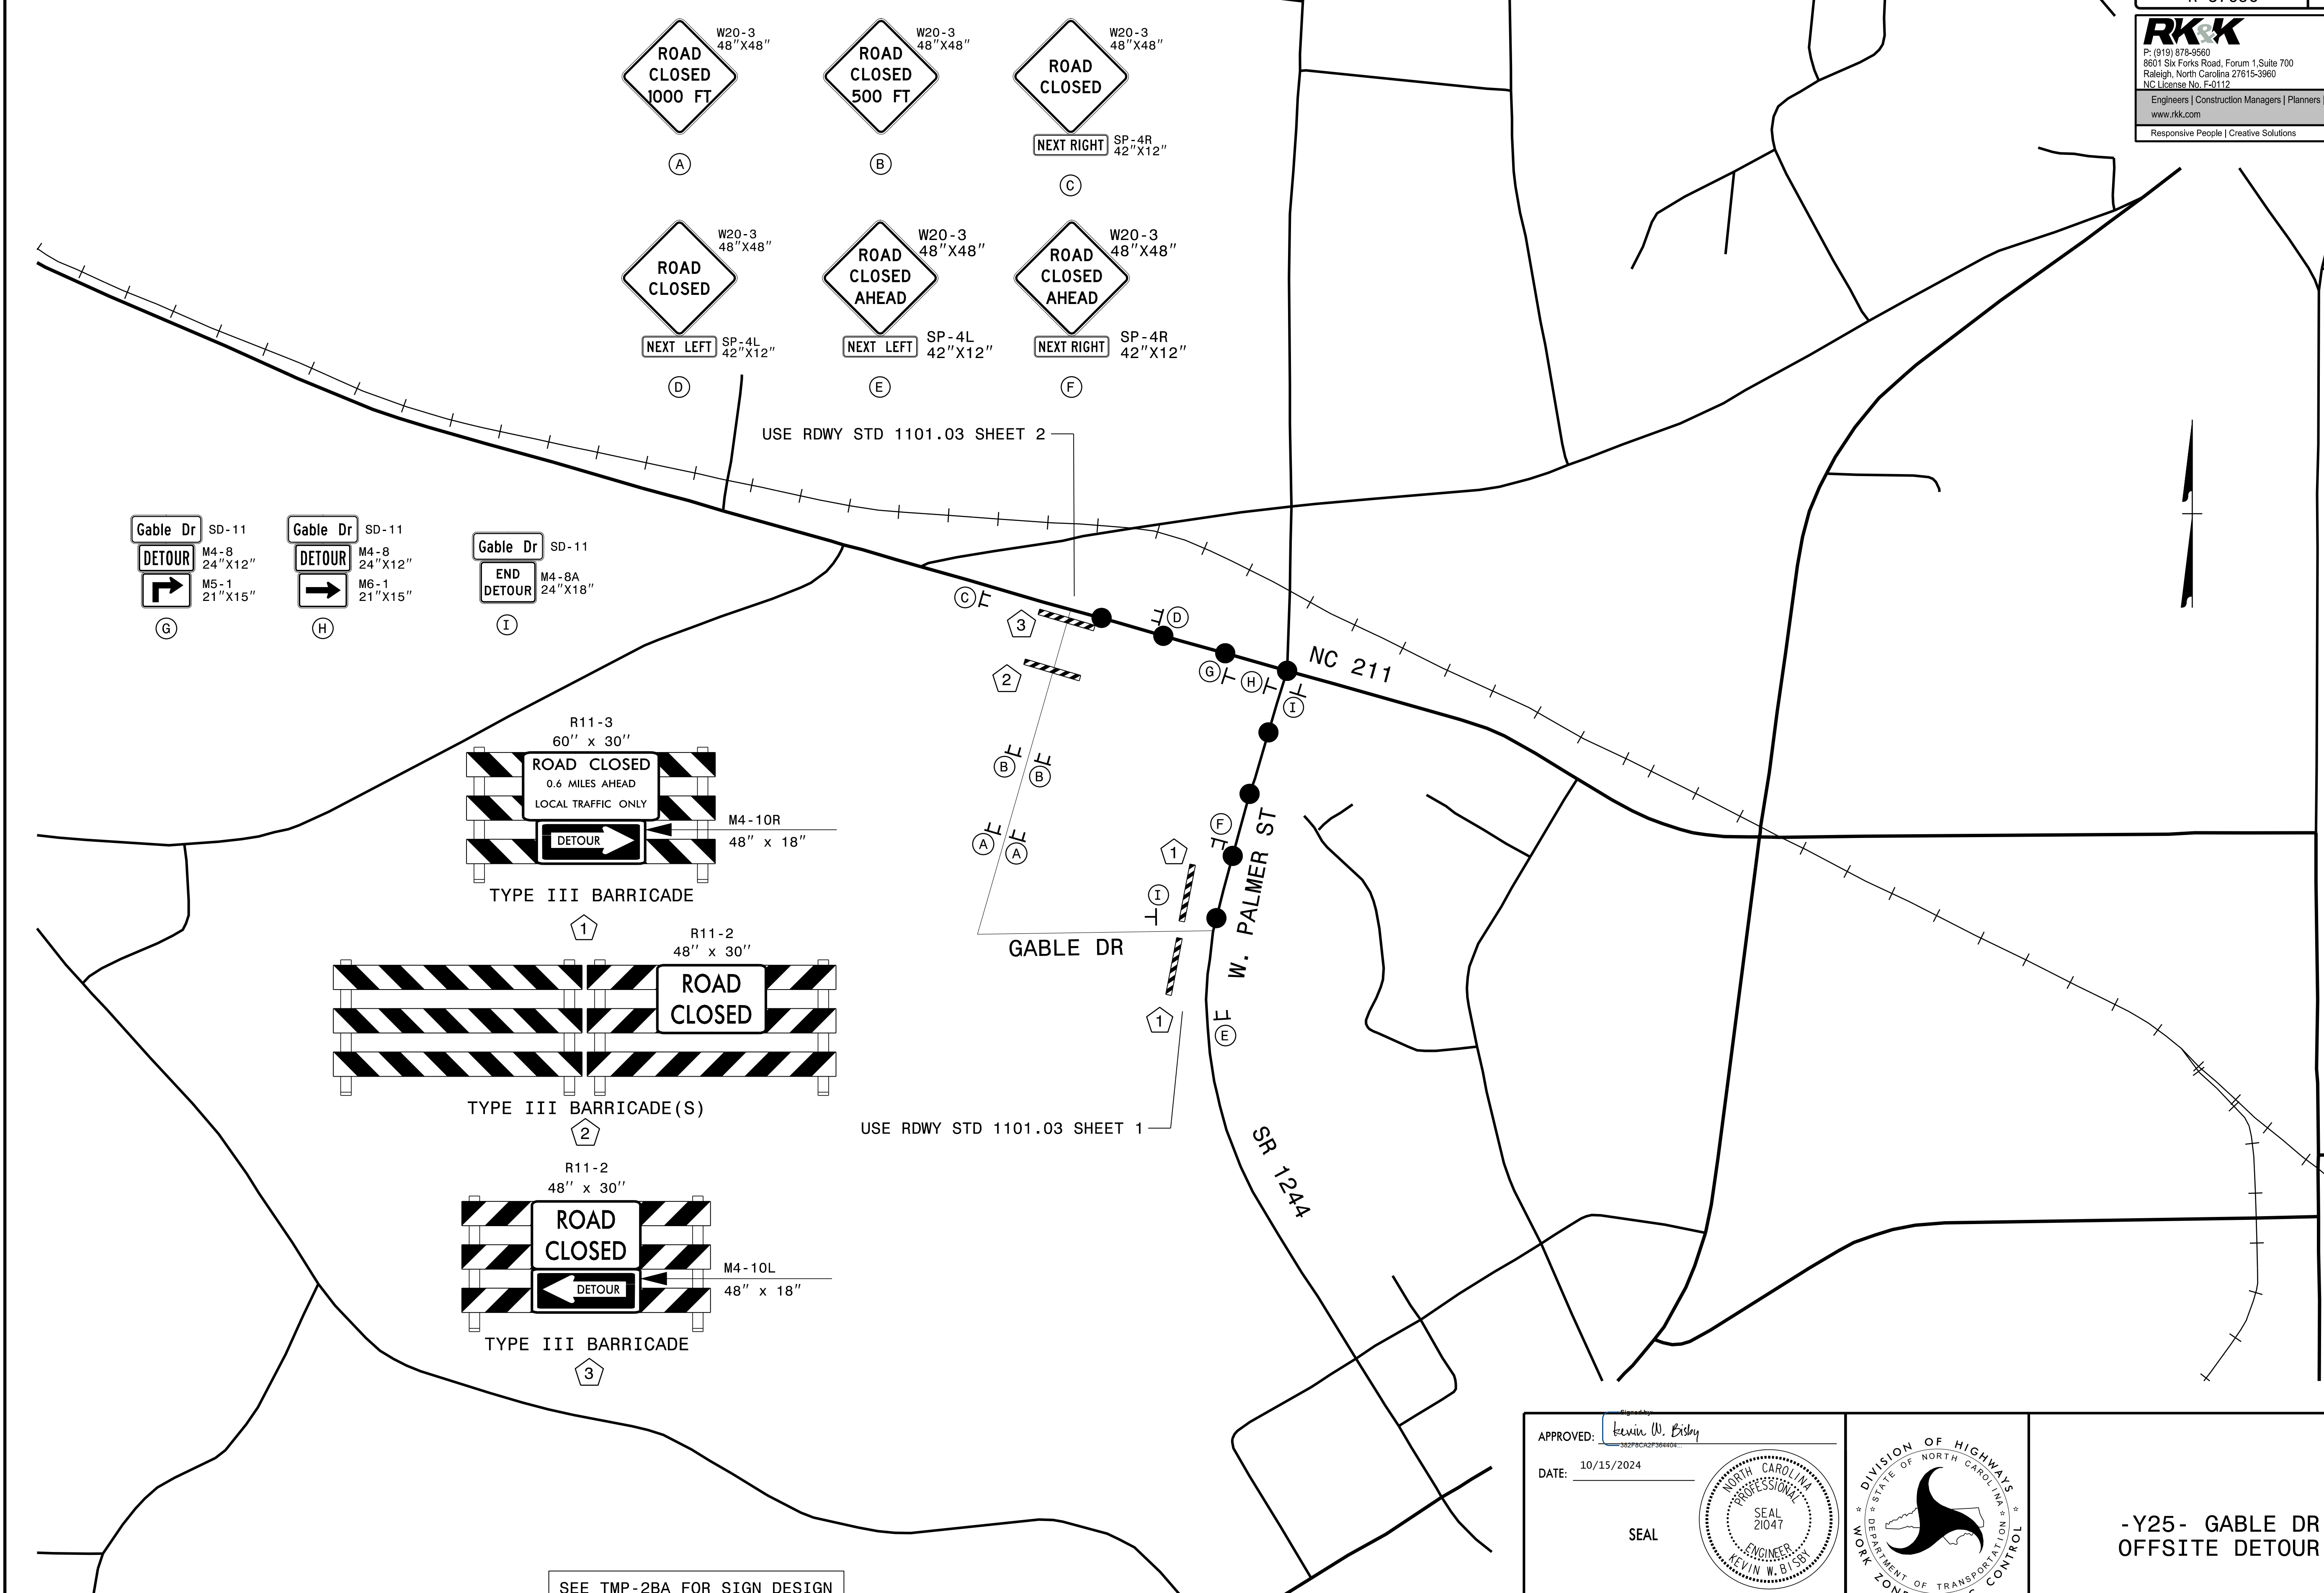 RK&K
P: (919) 878-9560
8601 Six Forks Road, Forum 1,Suite 700
Raleigh, North Carolina 27615-3960
NC License No. F-0112
Engineers | Construction Managers | Planners |
www.rkk.com
Responsive People | Creative Solutions
ROAD
CLOSED
1000 FT
W20-3
48"X48"
A
ROAD
CLOSED
500 FT
W20-3
48"X48"
B
ROAD
CLOSED
W20-3
48"X48"
NEXT RIGHT
SP-4R
42"X12"
C
ROAD
CLOSED
W20-3
48"X48"
NEXT LEFT
SP-4L
42"X12"
D
ROAD
CLOSED
AHEAD
W20-3
48"X48"
NEXT LEFT
SP-4L
42"X12"
E
ROAD
CLOSED
AHEAD
W20-3
48"X48"
NEXT RIGHT
SP-4R
42"X12"
F
USE RDWY STD 1101.03 SHEET 2
Gable Dr SD-11
DETOUR M4-8
24"X12"
M5-1
21"X15"
G
Gable Dr SD-11
DETOUR M4-8
24"X12"
M6-1
21"X15"
H
Gable Dr SD-11
END
DETOUR
M4-8A
24"X18"
I
C
3
D
2
G
H
I
NC 211
B
B
A
A
F
1
I
W. PALMER ST
GABLE DR
1
E
USE RDWY STD 1101.03 SHEET 1
SR 1244
R11-3
60'' x 30''
ROAD CLOSED
0.6 MILES AHEAD
LOCAL TRAFFIC ONLY
DETOUR
M4-10R
48" x 18"
TYPE III BARRICADE
1
R11-2
48'' x 30''
ROAD
CLOSED
TYPE III BARRICADE(S)
2
R11-2
48'' x 30''
ROAD
CLOSED
DETOUR
M4-10L
48" x 18"
TYPE III BARRICADE
3
SEE TMP-2BA FOR SIGN DESIGN
Signed by:
APPROVED: Kevin W. Bisby
DATE: 10/15/2024
SEAL
NORTH CAROLINA
PROFESSIONAL
SEAL
21047
ENGINEER
KEVIN W. BISBY
DIVISION OF HIGHWAYS
STATE OF NORTH CAROLINA
DEPARTMENT OF TRANSPORTATION
WORK ZONE
CONTROL
-Y25- GABLE DR
OFFSITE DETOUR